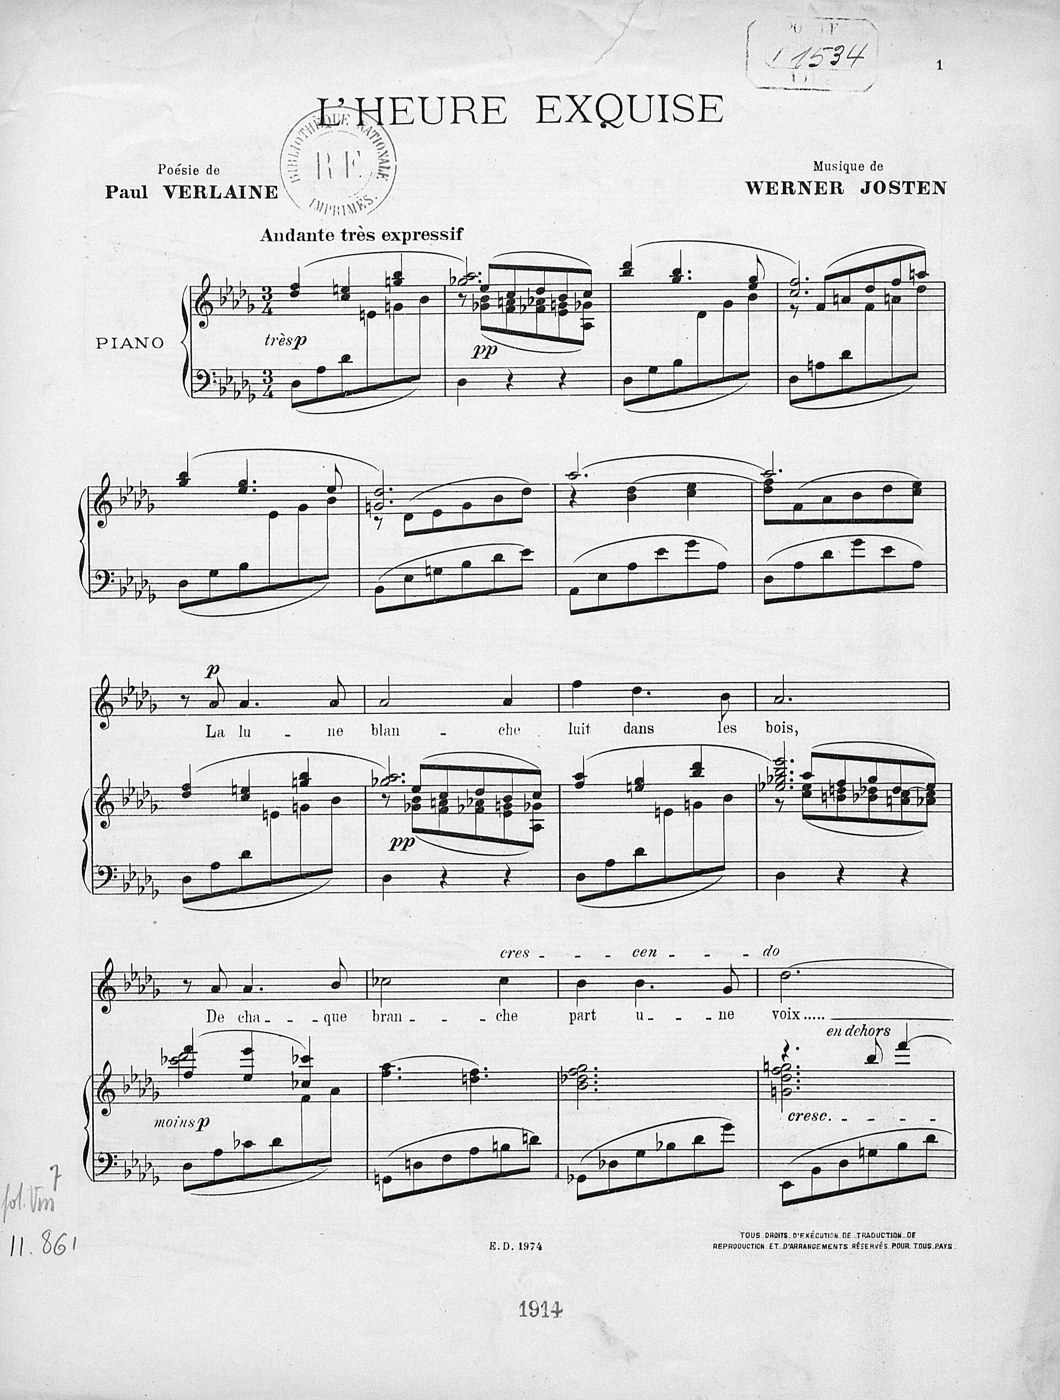 1534
1
L'HEURE EXQUISE
BIBLIOTHÈQUE NATIONALE
RF
IMPRIMÉS.
Poésie de
Paul VERLAINE
Musique de
WERNER JOSTEN
Andante très expressif
PIANO
très p
pp
p
La lu - ne blan - che luit dans les bois,
pp
cres - - - cen - - - do
De cha - - que bran - - - che part u - - ne voix.....
en dehors
moins p
cresc. - - -
11.861
E.D. 1974
TOUS DROITS D'EXÉCUTION DE TRADUCTION DE
REPRODUCTION ET D'ARRANGEMENTS RÉSERVÉS POUR TOUS PAYS
1914